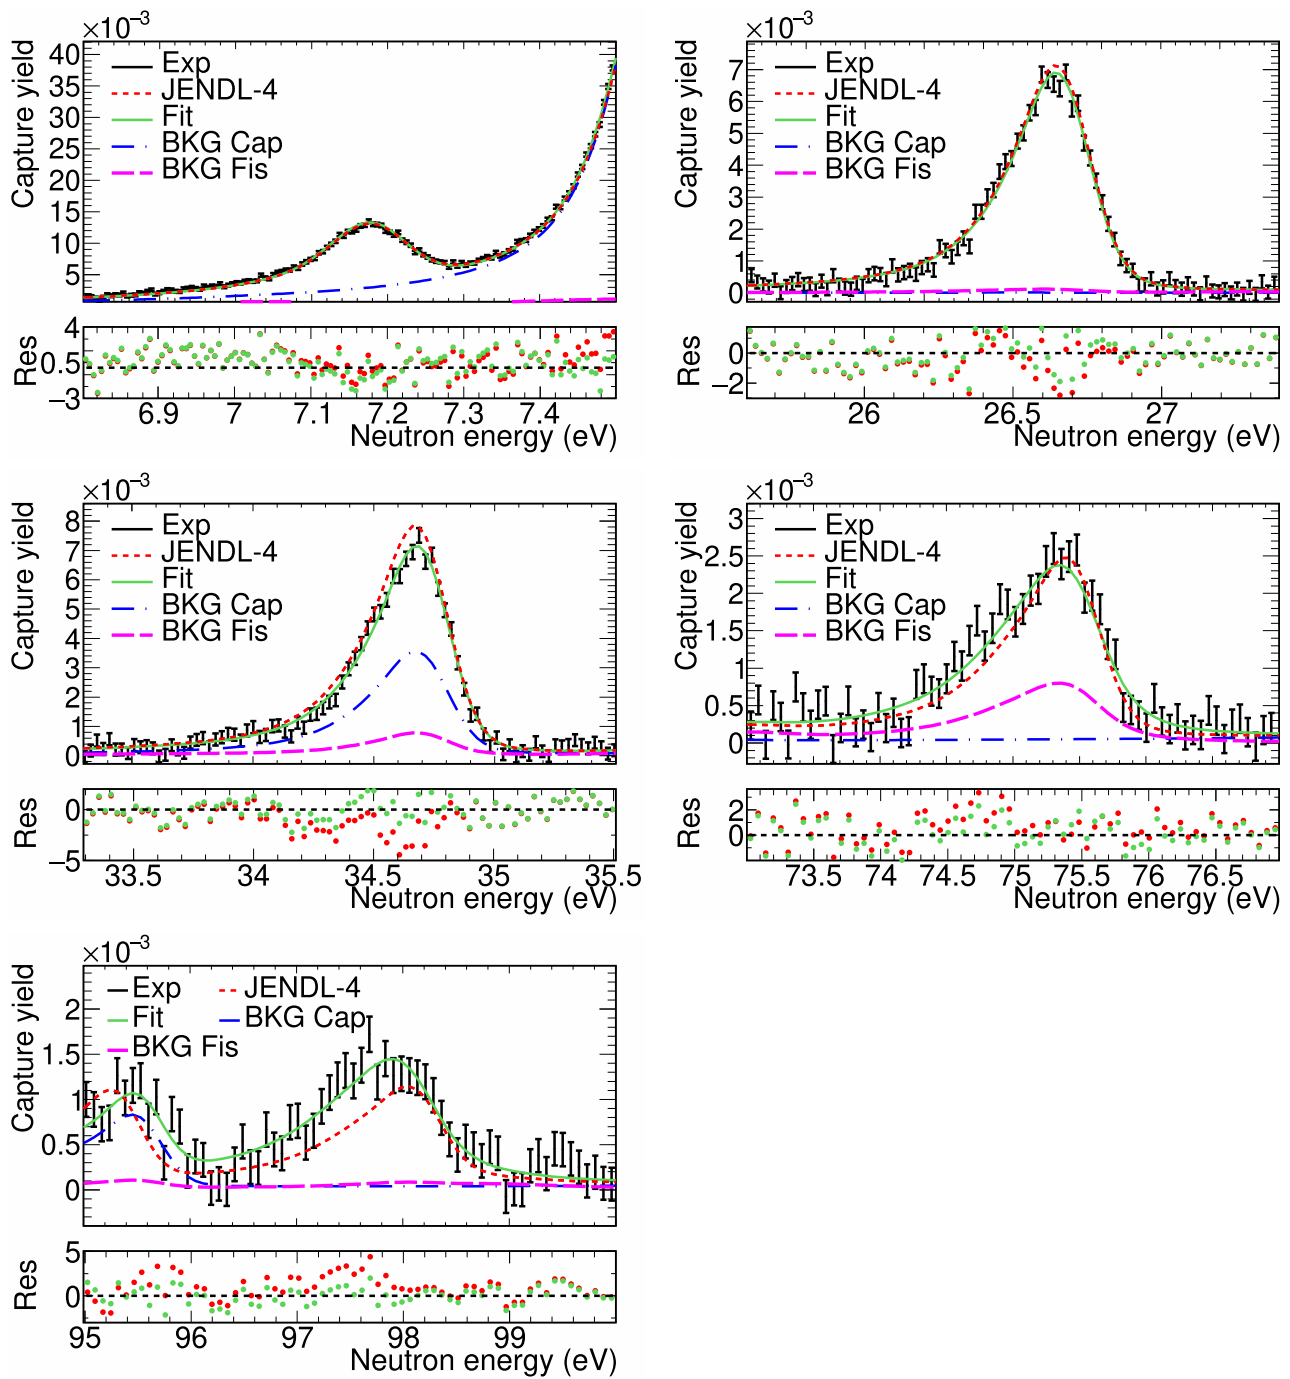 ×10⁻³
Capture yield
40
35
30
25
20
15
10
5
Exp
JENDL-4
Fit
BKG Cap
BKG Fis
Res
4
0.5
−3
6.9 7 7.1 7.2 7.3 7.4
Neutron energy (eV)
×10⁻³
Capture yield
7
6
5
4
3
2
1
0
Exp
JENDL-4
Fit
BKG Cap
BKG Fis
Res
0
−2
26 26.5 27
Neutron energy (eV)
×10⁻³
Capture yield
8
7
6
5
4
3
2
1
0
Exp
JENDL-4
Fit
BKG Cap
BKG Fis
Res
0
−5
33.5 34 34.5 35 35.5
Neutron energy (eV)
×10⁻³
Capture yield
3
2.5
2
1.5
1
0.5
0
Exp
JENDL-4
Fit
BKG Cap
BKG Fis
Res
2
0
73.5 74 74.5 75 75.5 76 76.5
Neutron energy (eV)
×10⁻³
Capture yield
2
1.5
1
0.5
0
Exp JENDL-4
Fit BKG Cap
BKG Fis
Res
5
0
95 96 97 98 99
Neutron energy (eV)